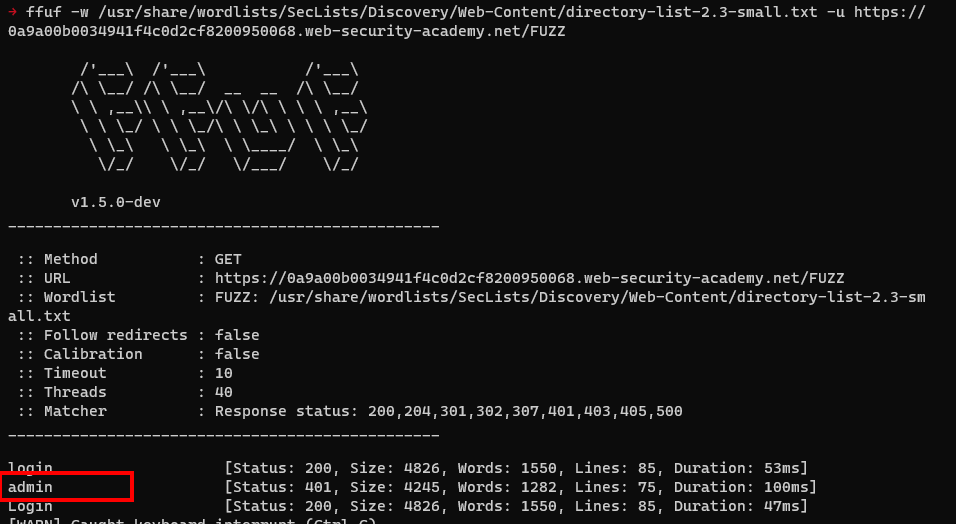 → ffuf -w /usr/share/wordlists/SecLists/Discovery/Web-Content/directory-list-2.3-small.txt -u https://
0a9a00b0034941f4c0d2cf8200950068.web-security-academy.net/FUZZ
        /'___\  /'___\           /'___\
       /\ \__/ /\ \__/  __  __  /\ \__/
       \ \ ,__\\ \ ,__\/\ \/\ \ \ \ ,__\
        \ \ \_/ \ \ \_/\ \ \_\ \ \ \ \_/
         \ \_\   \ \_\  \ \____/  \ \_\
          \/_/    \/_/   \/___/    \/_/
v1.5.0-dev
________________________________________________
:: Method           : GET
:: URL              : https://0a9a00b0034941f4c0d2cf8200950068.web-security-academy.net/FUZZ
:: Wordlist         : FUZZ: /usr/share/wordlists/SecLists/Discovery/Web-Content/directory-list-2.3-sm
all.txt
:: Follow redirects : false
:: Calibration      : false
:: Timeout          : 10
:: Threads          : 40
:: Matcher          : Response status: 200,204,301,302,307,401,403,405,500
________________________________________________
login                   [Status: 200, Size: 4826, Words: 1550, Lines: 85, Duration: 53ms]
admin                   [Status: 401, Size: 4245, Words: 1282, Lines: 75, Duration: 100ms]
Login                   [Status: 200, Size: 4826, Words: 1550, Lines: 85, Duration: 47ms]
[WARN] Caught keyboard interrupt (Ctrl-C)